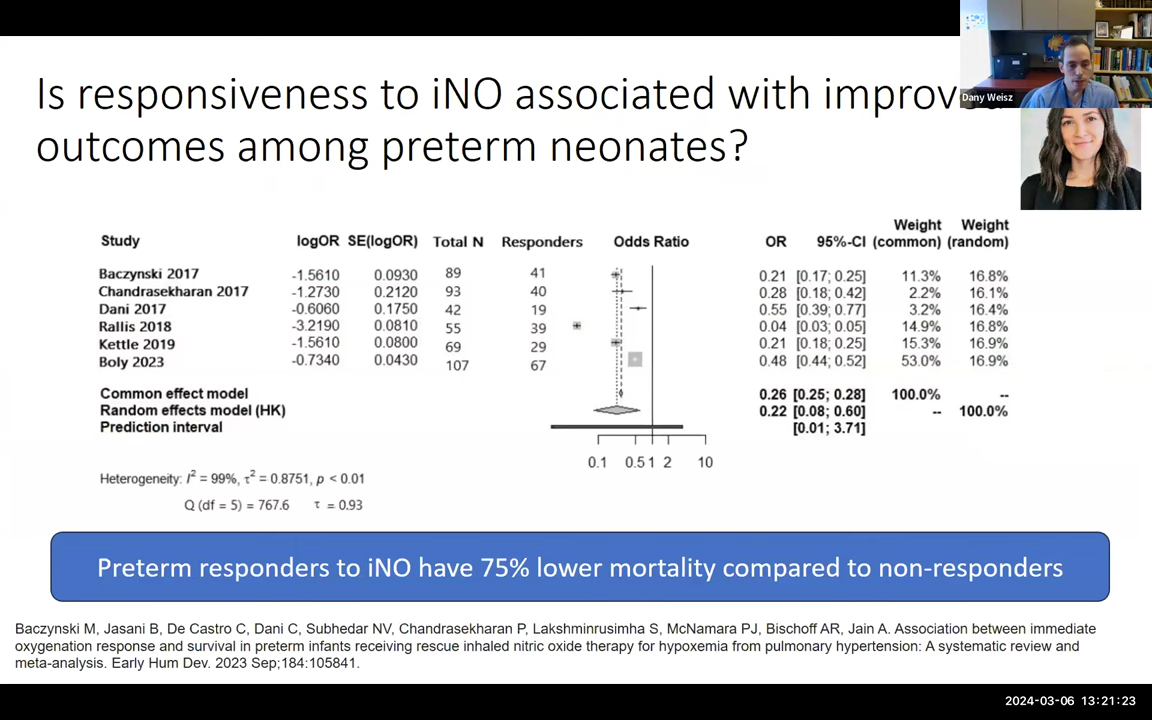 Is responsiveness to iNO associated with improve
outcomes among preterm neonates?
Dany Weisz
Weight Weight
Study logOR SE(logOR) Total N Responders Odds Ratio OR 95%-CI (common) (random)
Baczynski 2017 -1.5610 0.0930 89 41 0.21 [0.17; 0.25] 11.3% 16.8%
Chandrasekharan 2017 -1.2730 0.2120 93 40 0.28 [0.18; 0.42] 2.2% 16.1%
Dani 2017 -0.6060 0.1750 42 19 0.55 [0.39; 0.77] 3.2% 16.4%
Rallis 2018 -3.2190 0.0810 55 39 0.04 [0.03; 0.05] 14.9% 16.8%
Kettle 2019 -1.5610 0.0800 69 29 0.21 [0.18; 0.25] 15.3% 16.9%
Boly 2023 -0.7340 0.0430 107 67 0.48 [0.44; 0.52] 53.0% 16.9%
Common effect model 0.26 [0.25; 0.28] 100.0% --
Random effects model (HK) 0.22 [0.08; 0.60] -- 100.0%
Prediction interval [0.01; 3.71]
0.1 0.5 1 2 10
Heterogeneity: I² = 99%, τ² = 0.8751, p < 0.01
Q (df = 5) = 767.6 τ = 0.93
Preterm responders to iNO have 75% lower mortality compared to non-responders
Baczynski M, Jasani B, De Castro C, Dani C, Subhedar NV, Chandrasekharan P, Lakshminrusimha S, McNamara PJ, Bischoff AR, Jain A. Association between immediate
oxygenation response and survival in preterm infants receiving rescue inhaled nitric oxide therapy for hypoxemia from pulmonary hypertension: A systematic review and
meta-analysis. Early Hum Dev. 2023 Sep;184:105841.
2024-03-06 13:21:23